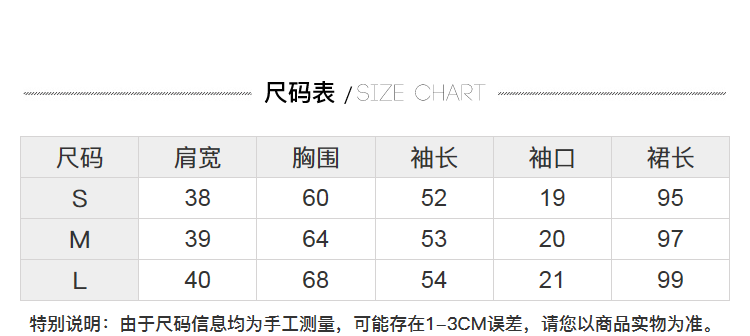 尺码表 / SIZE CHART
尺码 肩宽 胸围 袖长 袖口 裙长
S 38 60 52 19 95
M 39 64 53 20 97
L 40 68 54 21 99
特别说明：由于尺码信息均为手工测量，可能存在1-3CM误差，请您以商品实物为准。